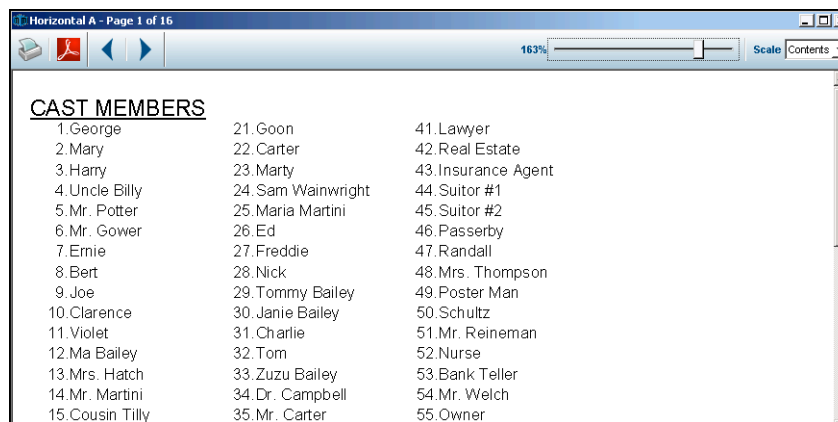 Horizontal A - Page 1 of 16
163%
Scale Contents
CAST MEMBERS
1.George 21.Goon 41.Lawyer
2.Mary 22.Carter 42.Real Estate
3.Harry 23.Marty 43.Insurance Agent
4.Uncle Billy 24.Sam Wainwright 44.Suitor #1
5.Mr. Potter 25.Maria Martini 45.Suitor #2
6.Mr. Gower 26.Ed 46.Passerby
7.Ernie 27.Freddie 47.Randall
8.Bert 28.Nick 48.Mrs. Thompson
9.Joe 29.Tommy Bailey 49.Poster Man
10.Clarence 30.Janie Bailey 50.Schultz
11.Violet 31.Charlie 51.Mr. Reineman
12.Ma Bailey 32.Tom 52.Nurse
13.Mrs. Hatch 33.Zuzu Bailey 53.Bank Teller
14.Mr. Martini 34.Dr. Campbell 54.Mr. Welch
15.Cousin Tilly 35.Mr. Carter 55.Owner